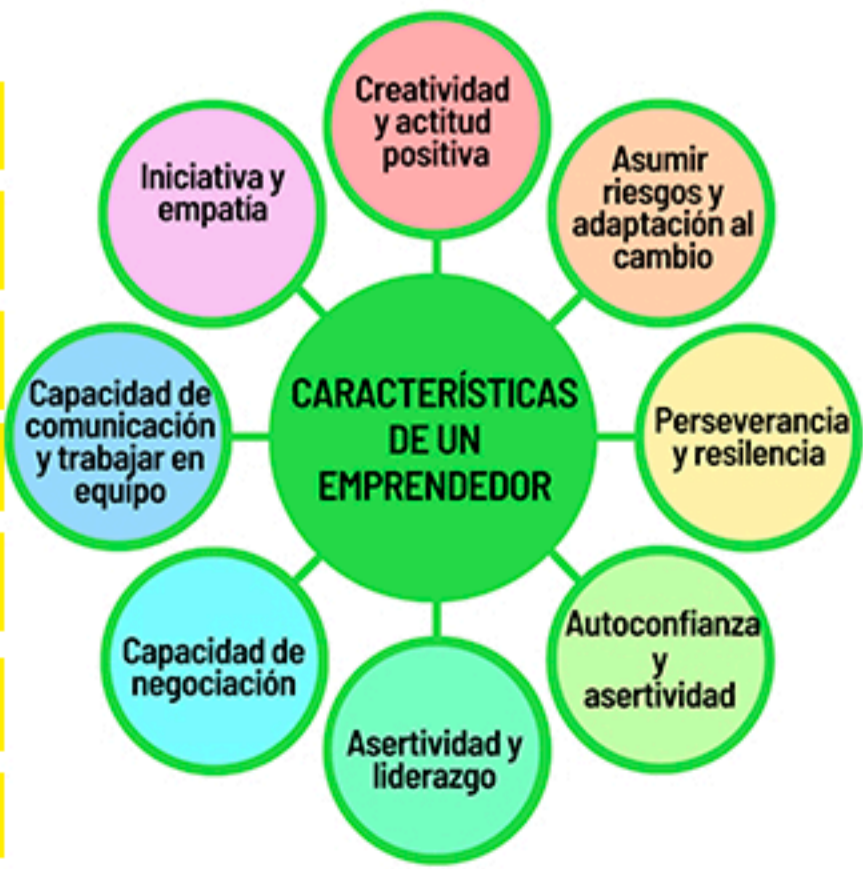 CARACTERÍSTICAS
DE UN
EMPRENDEDOR
Creatividad
y actitud
positiva
Asumir
riesgos y
adaptación al
cambio
Perseverancia
y resilencia
Autoconfianza
y
asertividad
Asertividad y
liderazgo
Capacidad de
negociación
Capacidad de
comunicación
y trabajar en
equipo
Iniciativa y
empatía